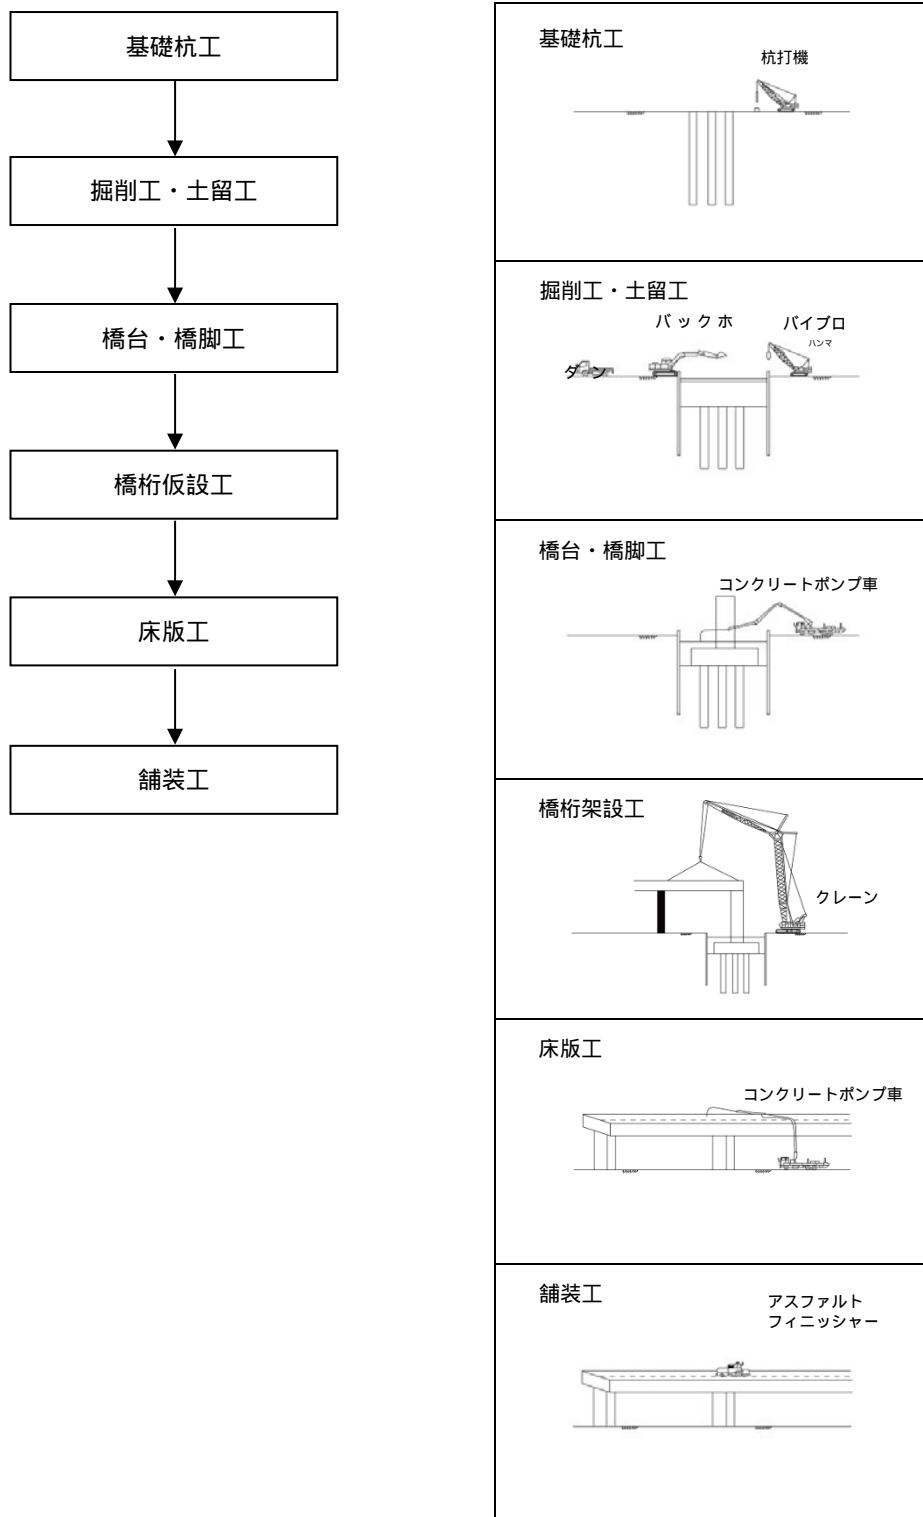 基礎杭工
掘削工・土留工
橋台・橋脚工
橋桁仮設工
床版工
舗装工
基礎杭工
杭打機
掘削工・土留工
バックホ
バイブロ
ハンマ
ダン
橋台・橋脚工
コンクリートポンプ車
橋桁架設工
クレーン
床版工
コンクリートポンプ車
舗装工
アスファルト
フィニッシャー